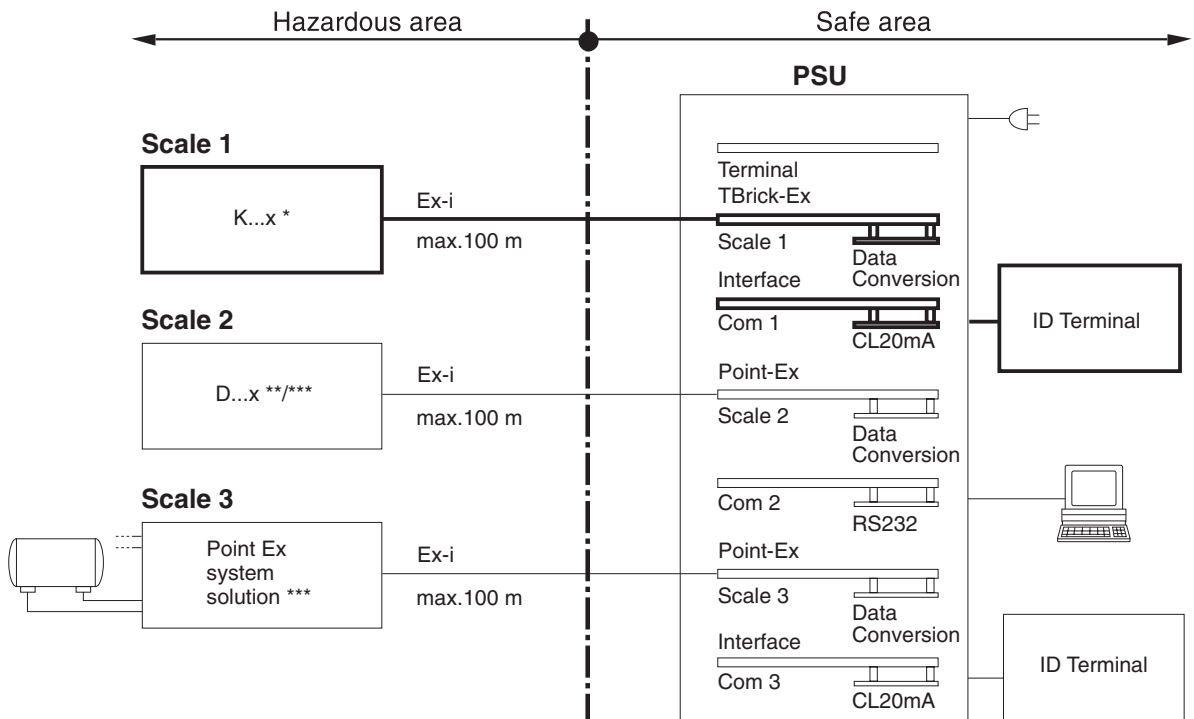 Hazardous area
Safe area
PSU
Scale 1
K...x *
Ex-i
max.100 m
Terminal
TBrick-Ex
Scale 1
Data
Conversion
Interface
Com 1
CL20mA
ID Terminal
Scale 2
D...x **/***
Ex-i
max.100 m
Point-Ex
Scale 2
Data
Conversion
Com 2
RS232
Scale 3
Point Ex
system
solution ***
Ex-i
max.100 m
Point-Ex
Scale 3
Data
Conversion
Interface
Com 3
CL20mA
ID Terminal